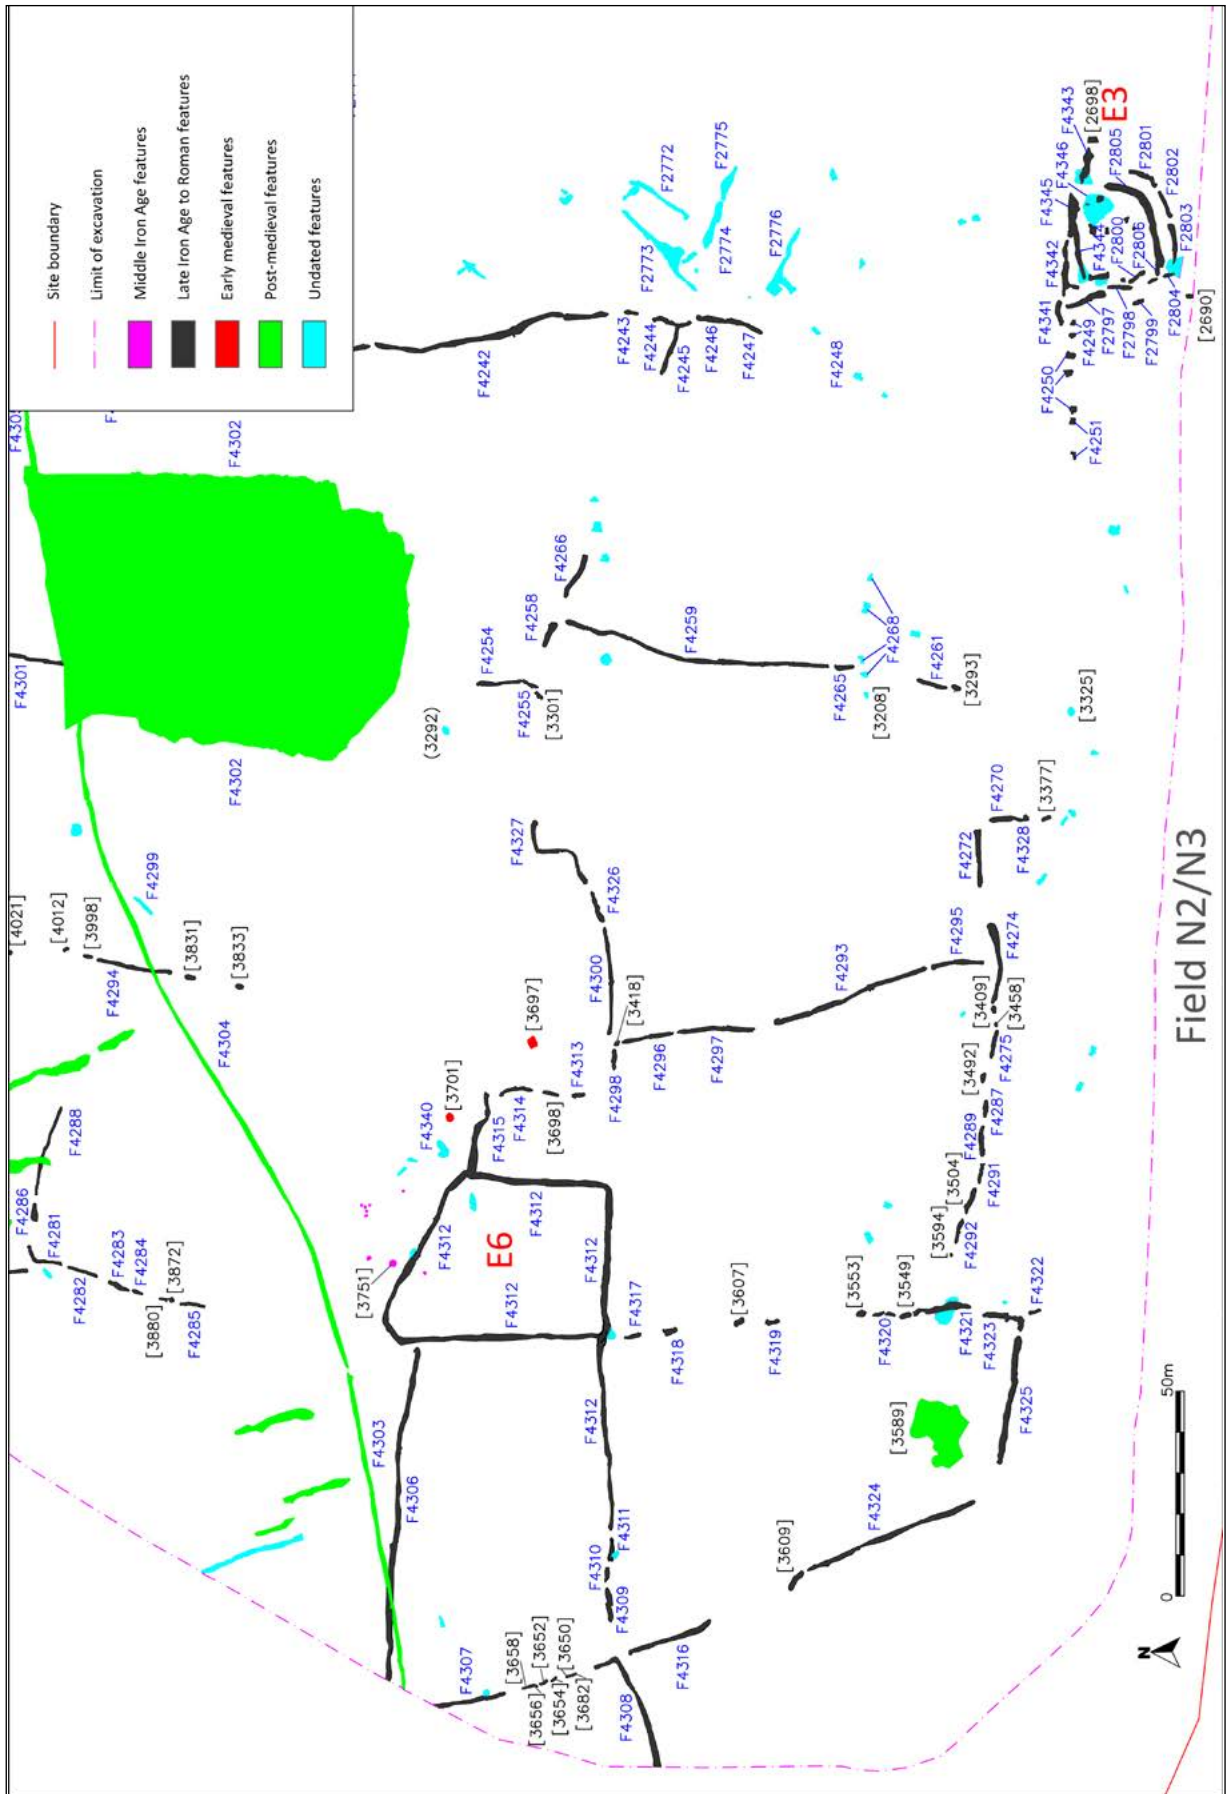 Site boundary
Limit of excavation
Middle Iron Age features
Late Iron Age to Roman features
Early medieval features
Post-medieval features
Undated features
F4301
F4302
F4302
[4021]
[4012]
[3998]
F4299
F4294
[3831]
[3833]
F4304
F4288
F4286
F4281
F4282
F4283
F4284
[3872]
[3880]
F4285
F4242
F4243
F4244
F4245
F4246
F4247
F4248
F2772
F2773
F2774
F2775
F2776
F4266
F4258
F4254
F4255
[3301]
(3292)
F4259
F4265
[3208]
F4268
F4261
[3293]
[3325]
F4327
F4326
F4300
[3697]
[3418]
F4298
F4296
F4297
F4293
F4313
[3698]
F4314
F4315
[3701]
F4340
[3751]
F4312
F4312
F4312
F4312
F4312
E6
F4303
F4306
F4317
F4318
[3607]
F4319
F4311
F4310
F4309
F4307
[3658]
[3652]
[3650]
[3656]
[3654]
[3682]
F4308
F4316
[3609]
F4324
[3589]
F4325
[3553]
[3549]
F4320
F4321
F4323
F4322
[3594]
[3504]
F4292
F4291
F4289
F4287
[3492]
F4275
[3458]
[3409]
F4274
F4295
F4272
F4270
F4328
[3377]
F4343
[2698]
E3
F4346
F4345
F2805
F2801
F2802
F2803
F4342
F2800
F2806
F4341
F4249
F2797
F2798
F2799
F2804
[2690]
F4250
F4251
Field N2/N3
N
0
50m